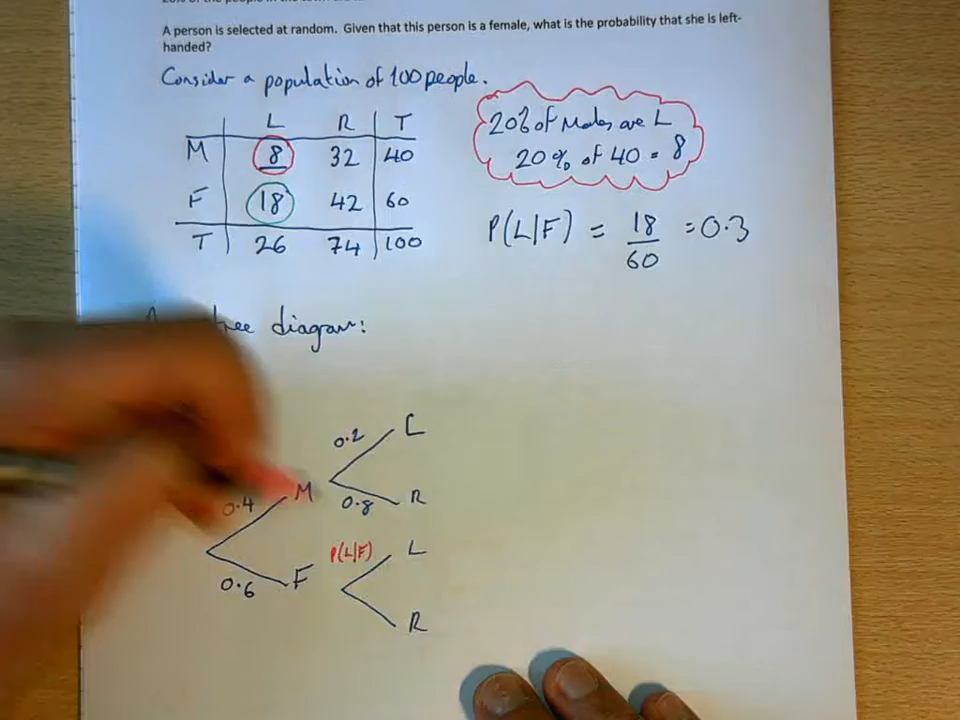 A person is selected at random. Given that this person is a female, what is the probability that she is left-
handed?
Consider a population of 100 people.
L R T
M 8 32 40
F 18 42 60
T 26 74 100
20% of Males are L
20% of 40 = 8
P(L|F) = 18/60 = 0.3
tree diagram:
0.2 L
0.4 M
0.8 R
P(L|F) L
0.6 F
R